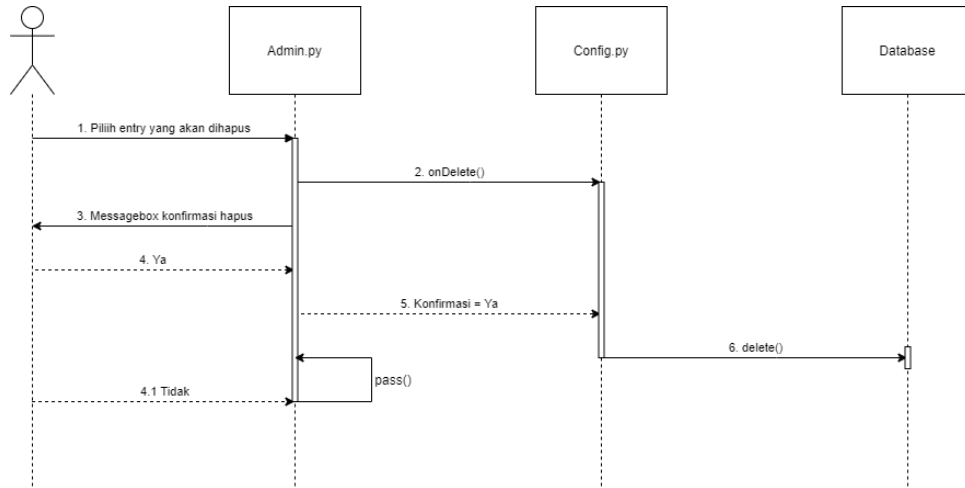 Admin.py
Config.py
Database
1. Piliih entry yang akan dihapus
2. onDelete()
3. Messagebox konfirmasi hapus
4. Ya
5. Konfirmasi = Ya
6. delete()
pass()
4.1 Tidak